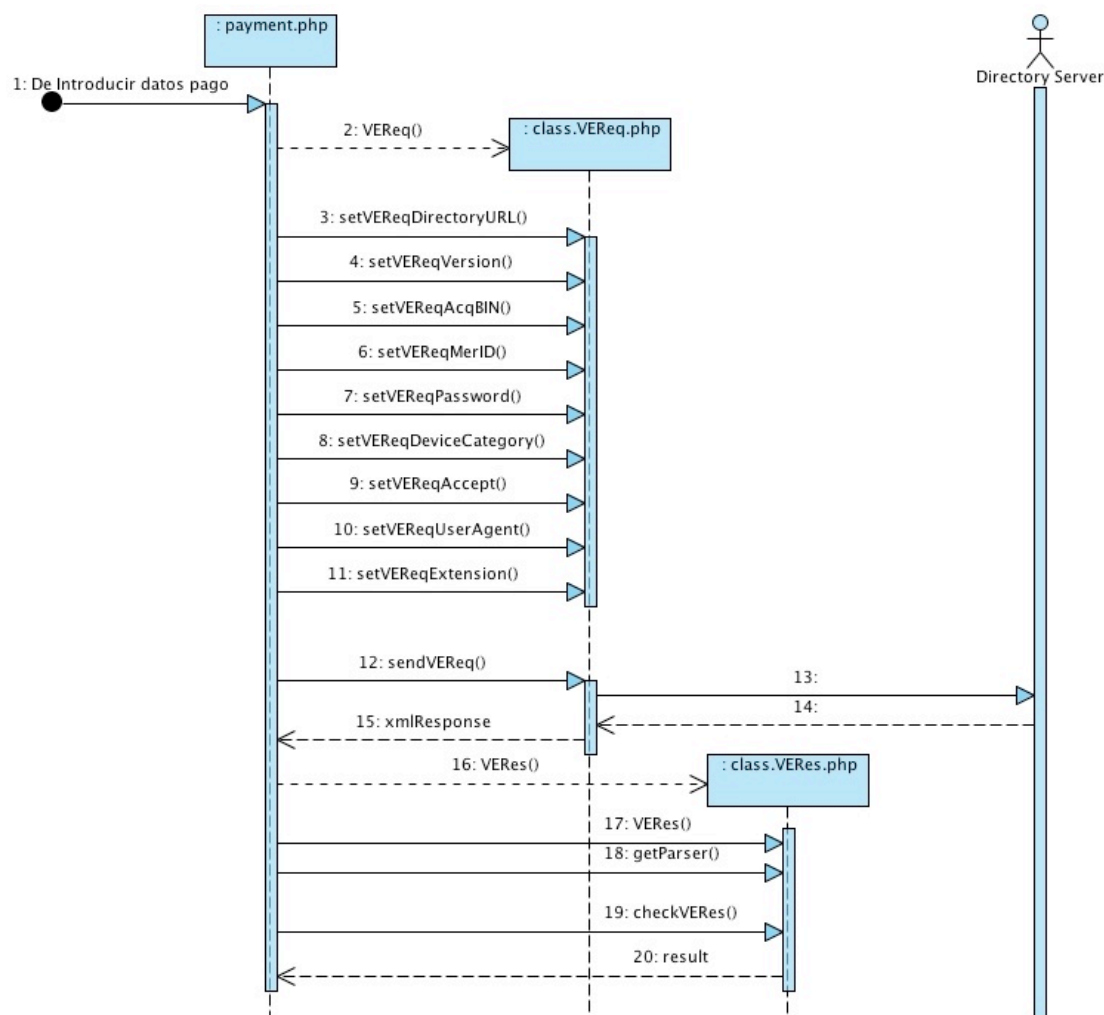 : payment.php
Directory Server
1: De Introducir datos pago
2: VEReq()
: class.VEReq.php
3: setVEReqDirectoryURL()
4: setVEReqVersion()
5: setVEReqAcqBIN()
6: setVEReqMerID()
7: setVEReqPassword()
8: setVEReqDeviceCategory()
9: setVEReqAccept()
10: setVEReqUserAgent()
11: setVEReqExtension()
12: sendVEReq()
13:
14:
15: xmlResponse
16: VERes()
: class.VERes.php
17: VERes()
18: getParser()
19: checkVERes()
20: result